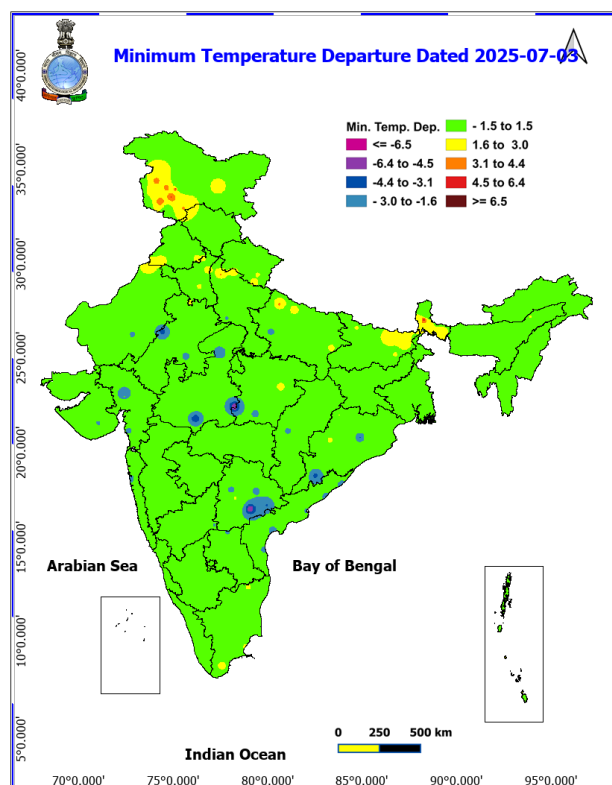 Minimum Temperature Departure Dated 2025-07-03
Min. Temp. Dep.
<= -6.5
-6.4 to -4.5
-4.4 to -3.1
- 3.0 to -1.6
- 1.5 to 1.5
1.6 to 3.0
3.1 to 4.4
4.5 to 6.4
>= 6.5
40°0.000'
35°0.000'
30°0.000'
25°0.000'
20°0.000'
15°0.000'
10°0.000'
5°0.000'
Arabian Sea
Bay of Bengal
Indian Ocean
0 250 500 km
70°0.000' 75°0.000' 80°0.000' 85°0.000' 90°0.000' 95°0.000'